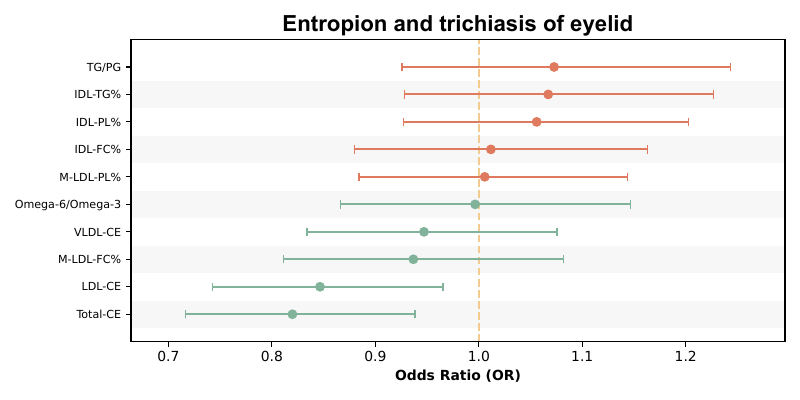 Entropion and trichiasis of eyelid
TG/PG
IDL-TG%
IDL-PL%
IDL-FC%
M-LDL-PL%
Omega-6/Omega-3
VLDL-CE
M-LDL-FC%
LDL-CE
Total-CE
0.7 0.8 0.9 1.0 1.1 1.2
Odds Ratio (OR)